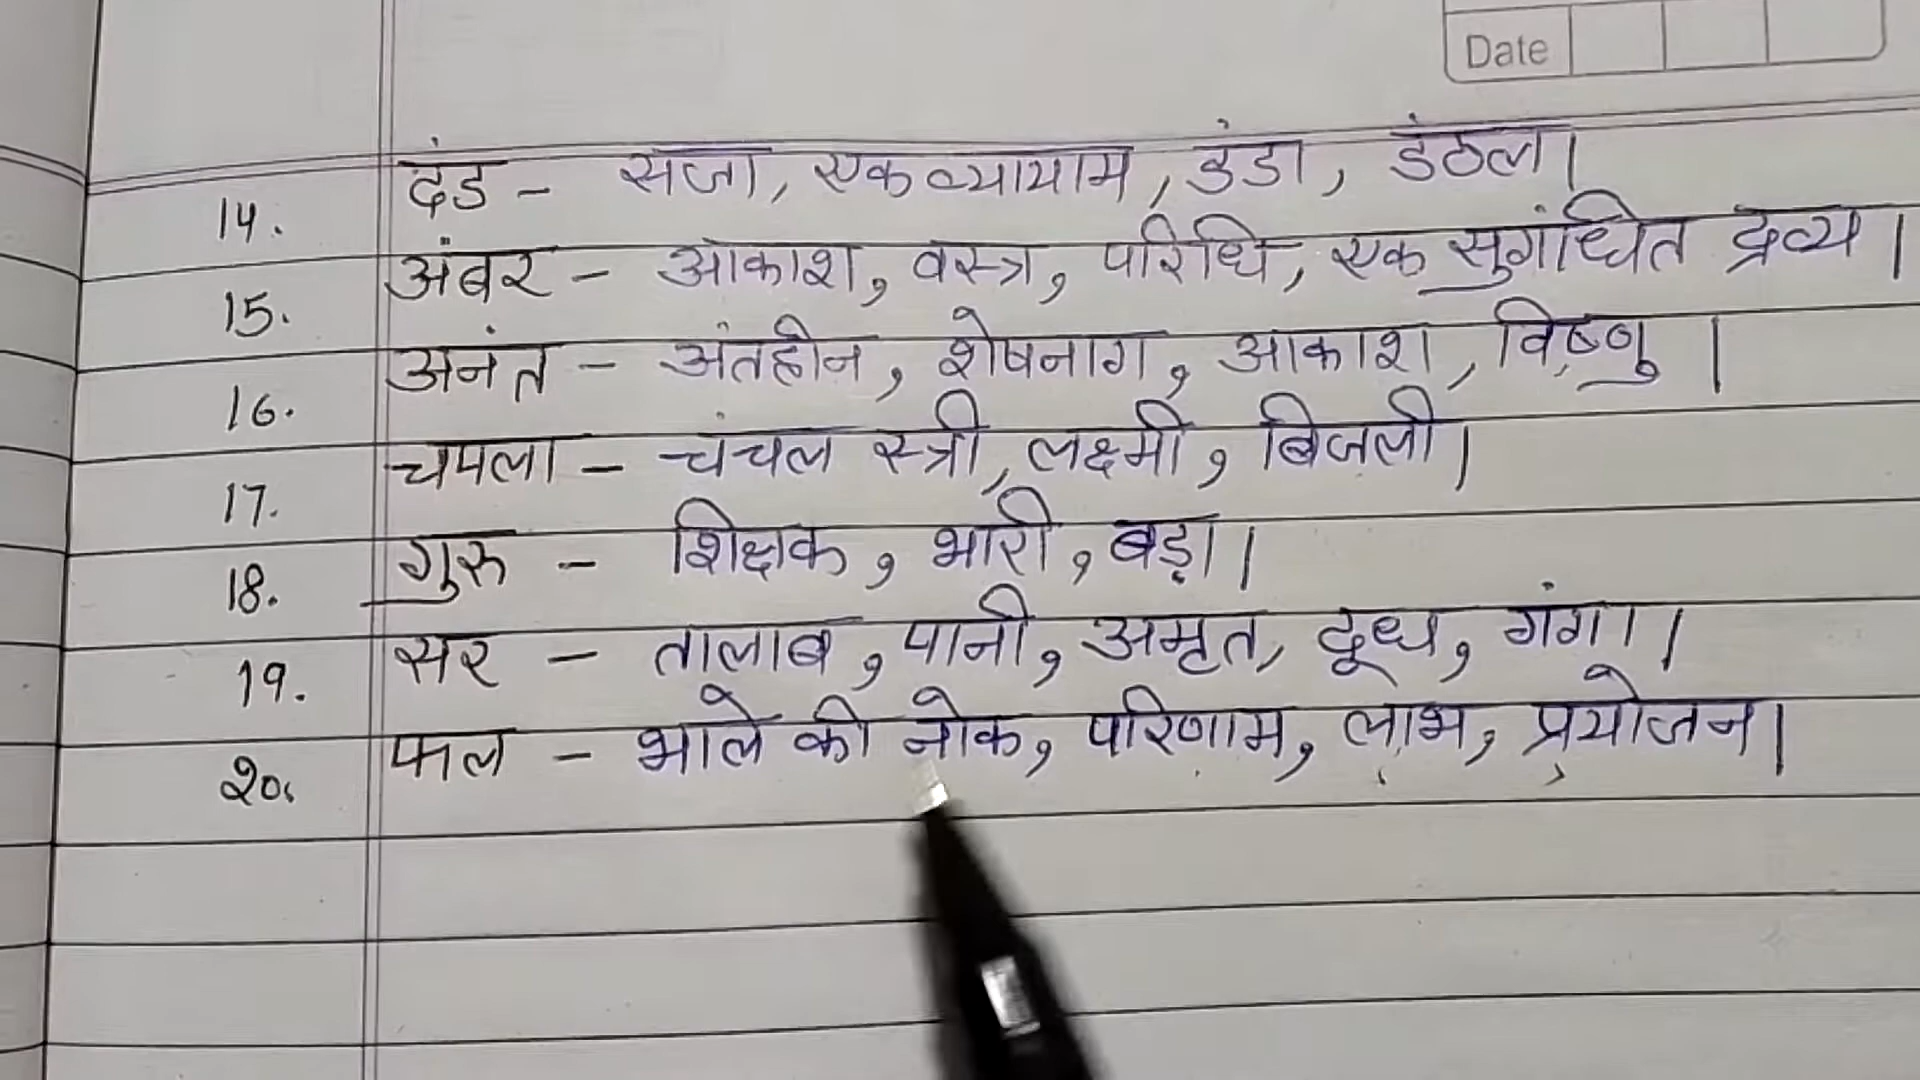 Date
14. दंड - सजा, एक व्यायाम, डंडा, डंठल।
15. अंबर - आकाश, वस्त्र, परिधि, एक सुगंधित द्रव्य।
16. अनंत - अंतहीन, शेषनाग, आकाश, विष्णु।
17. चपला - चंचल स्त्री, लक्ष्मी, बिजली।
18. गुरु - शिक्षक, भारी, बड़ा।
19. सर - तालाब, पानी, अमृत, दूध, गंगा।
20. फल - भाले की नोक, परिणाम, लाभ, प्रयोजन।